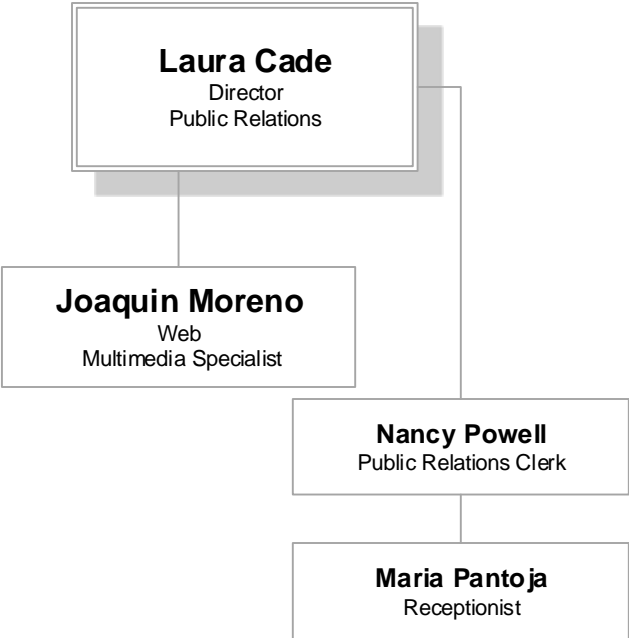 Laura Cade
Director
Public Relations
Joaquin Moreno
Web
Multimedia Specialist
Nancy Powell
Public Relations Clerk
Maria Pantoja
Receptionist